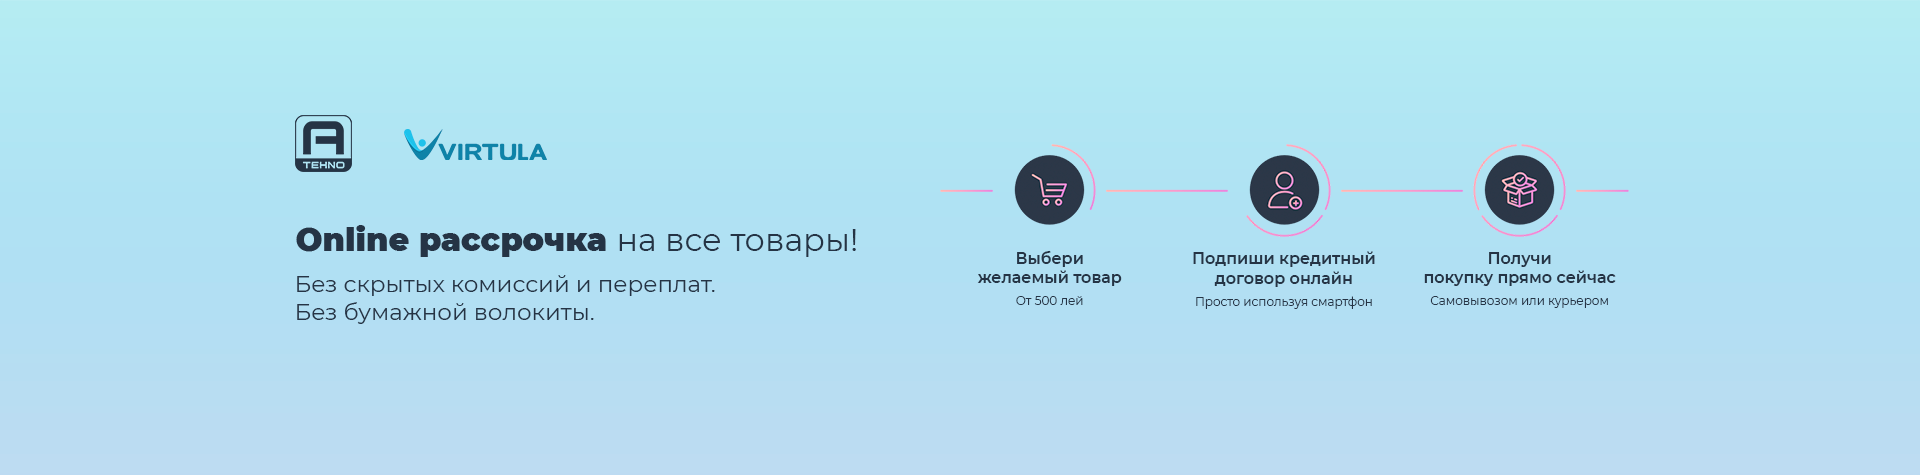 A
TEHNO
VIRTULA
Online рассрочка на все товары!
Без скрытых комиссий и переплат.
Без бумажной волокиты.
Выбери
желаемый товар
От 500 лей
Подпиши кредитный
договор онлайн
Просто используя смартфон
Получи
покупку прямо сейчас
Самовывозом или курьером